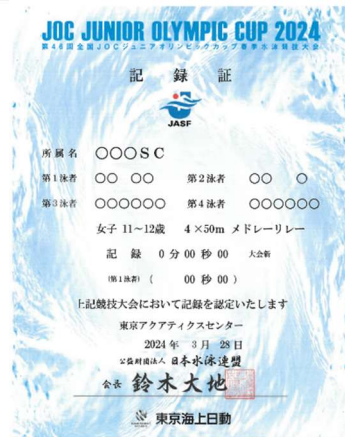 JOC JUNIOR OLYMPIC CUP 2024
第46回全国JOCジュニアオリンピックカップ春季水泳競技大会
記録証
JASF
所属名 ○○○SC
第1泳者 ○○ ○○ 第2泳者 ○○ ○
第3泳者 ○○○○○○ 第4泳者 ○○○○○○
女子 11～12歳 4×50m メドレーリレー
記録 0分00秒00 大会新
(第1泳者) ( 00秒00 )
上記競技大会において記録を認定いたします
東京アクアティクスセンター
2024年 3月 28日
公益財団法人 日本水泳連盟
会長 鈴木大地
東京海上日動